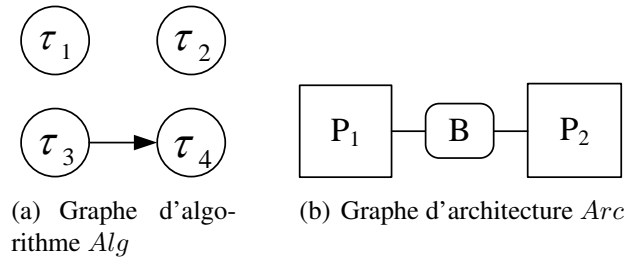 τ1 τ2
τ3 τ4
P1 B P2
(a) Graphe d'algo-
rithme Alg
(b) Graphe d'architecture Arc